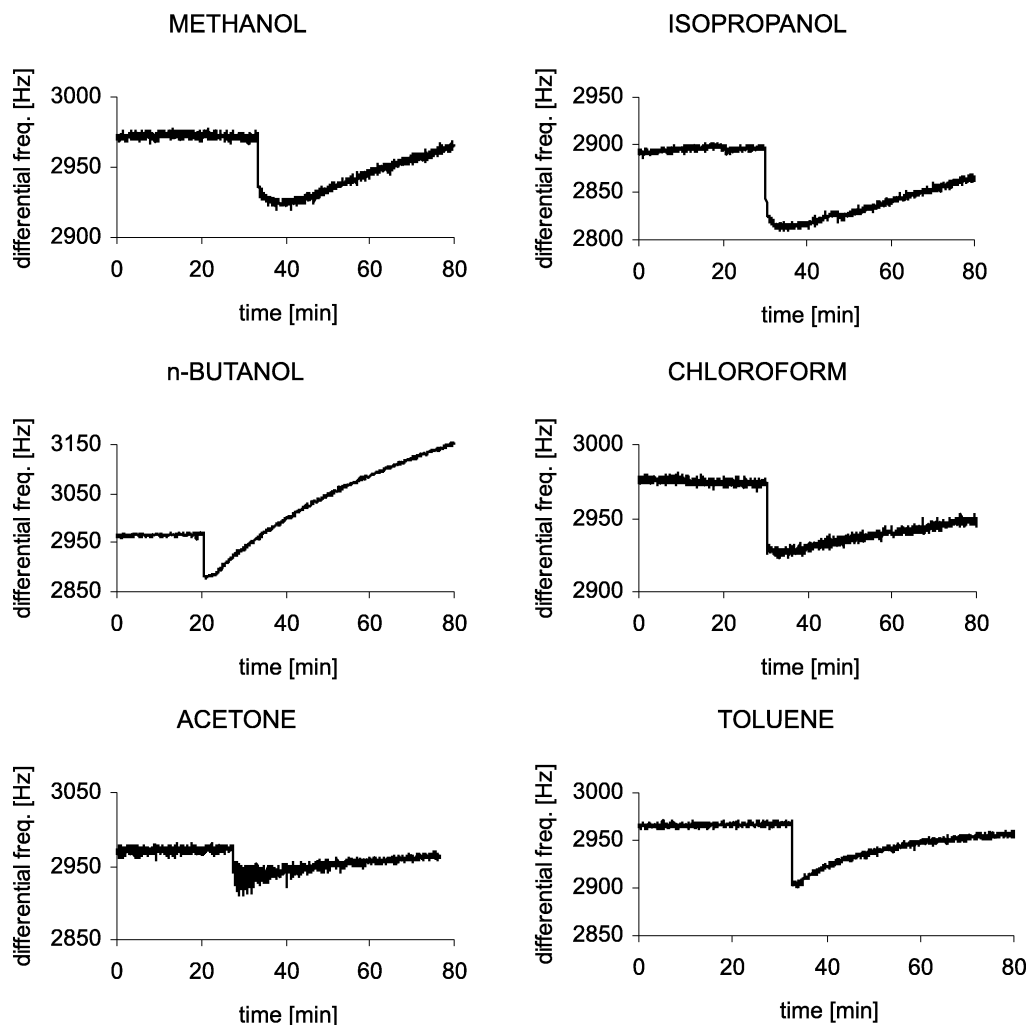 METHANOL
differential freq. [Hz]
3000
2950
2900
0 20 40 60 80
time [min]
ISOPROPANOL
differential freq. [Hz]
2950
2900
2850
2800
0 20 40 60 80
time [min]
n-BUTANOL
differential freq. [Hz]
3150
3050
2950
2850
0 20 40 60 80
time [min]
CHLOROFORM
differential freq. [Hz]
3000
2950
2900
0 20 40 60 80
time [min]
ACETONE
differential freq. [Hz]
3050
2950
2850
0 20 40 60 80
time [min]
TOLUENE
differential freq. [Hz]
3000
2950
2900
2850
0 20 40 60 80
time [min]